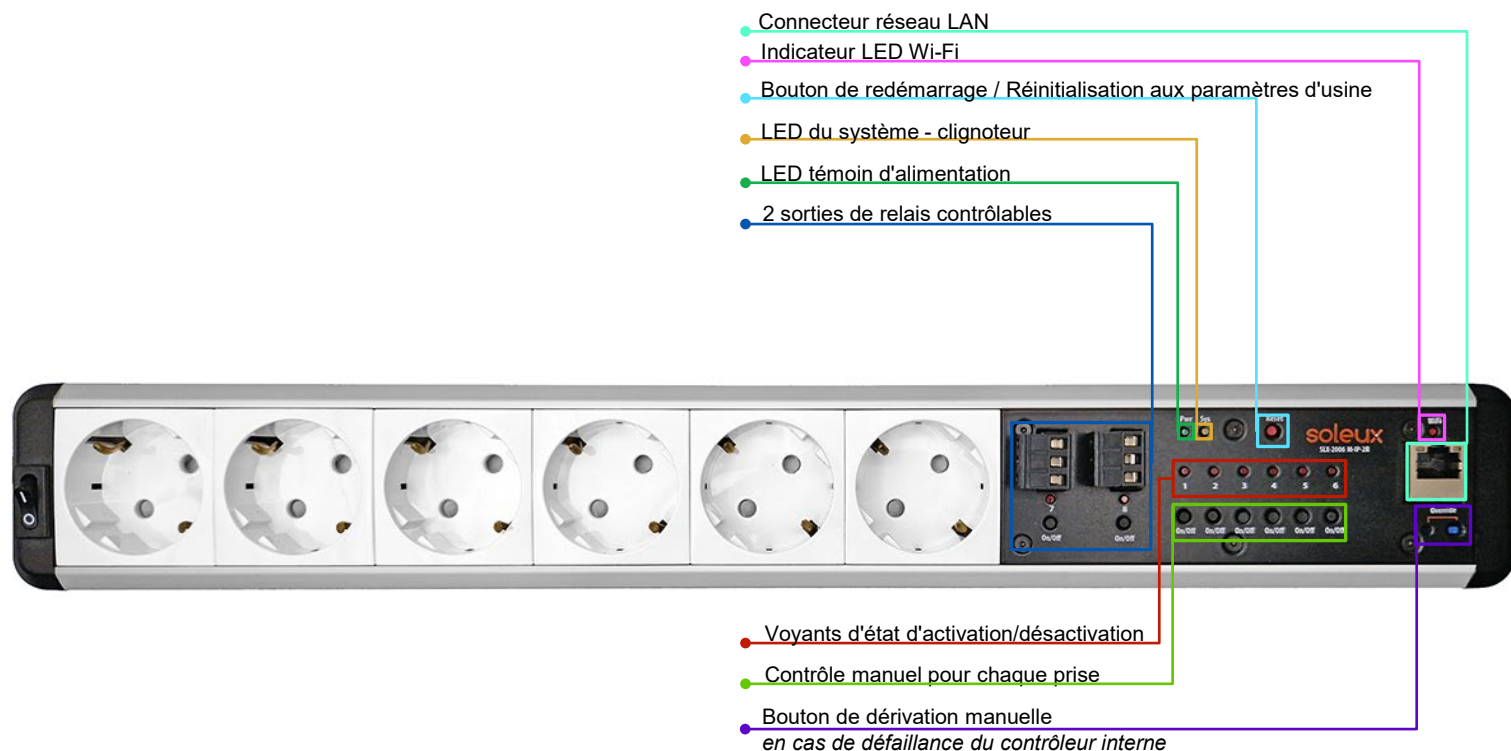 Connecteur réseau LAN
Indicateur LED Wi-Fi
Bouton de redémarrage / Réinitialisation aux paramètres d'usine
LED du système - clignoteur
LED témoin d'alimentation
2 sorties de relais contrôlables
Pwr Sys
Reset
WiFi
soleux
SLE-2006 M-IP-2R
1 2 3 4 5 6
7 8
On/Off On/Off
On/Off On/Off On/Off On/Off On/Off On/Off
Override
Voyants d'état d'activation/désactivation
Contrôle manuel pour chaque prise
Bouton de dérivation manuelle
en cas de défaillance du contrôleur interne